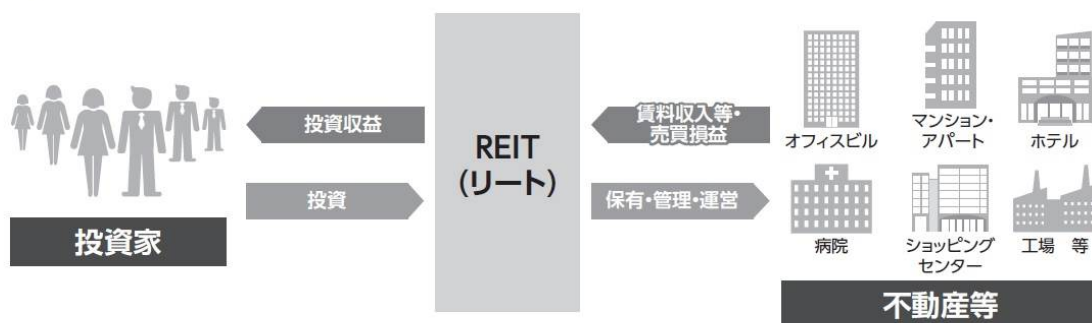 投資家
投資収益
投資
REIT
(リート)
賃料収入等・
売買損益
保有・管理・運営
オフィスビル
マンション・
アパート
ホテル
病院
ショッピング
センター
工場 等
不動産等